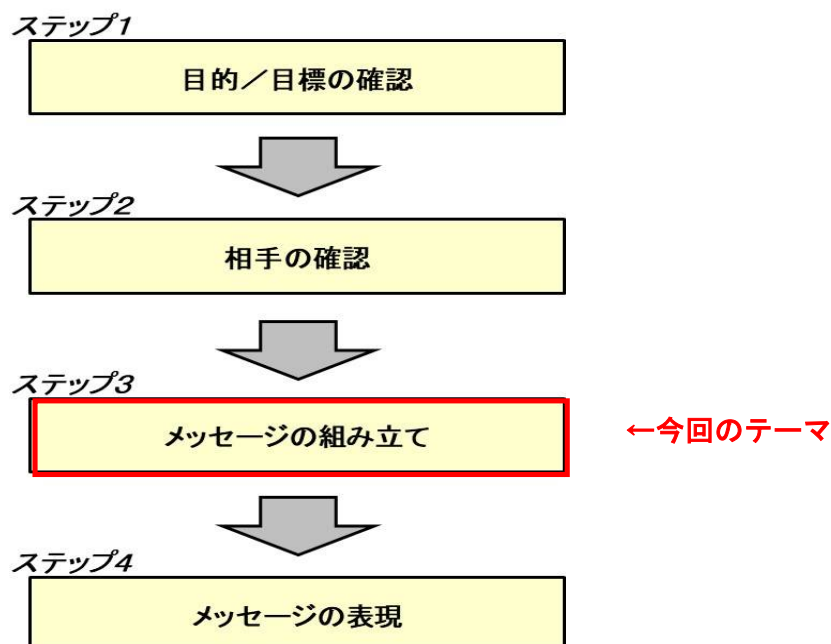 ステップ1
目的／目標の確認
ステップ2
相手の確認
ステップ3
メッセージの組み立て
←今回のテーマ
ステップ4
メッセージの表現